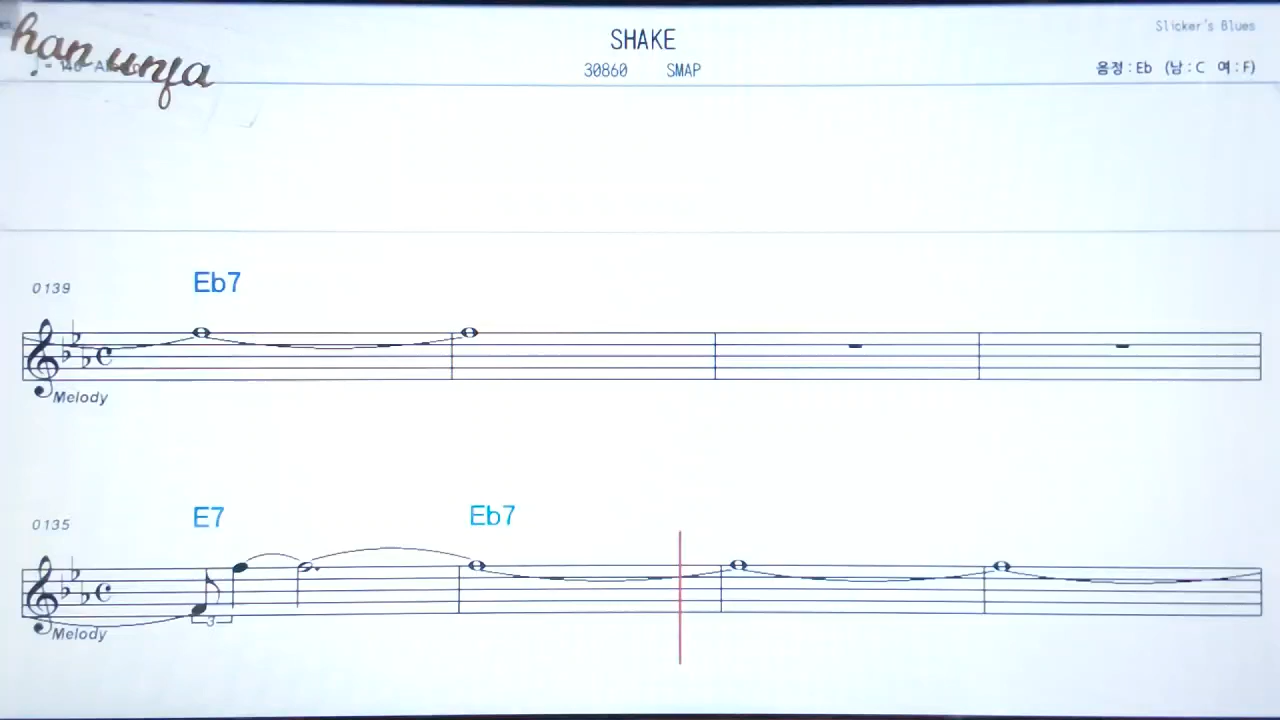 han unja
SHAKE
Slicker's Blues
30860 SMAP
음정:Eb (남:C 여:F)
0139
Eb7
Melody
0135
E7
Eb7
3
Melody